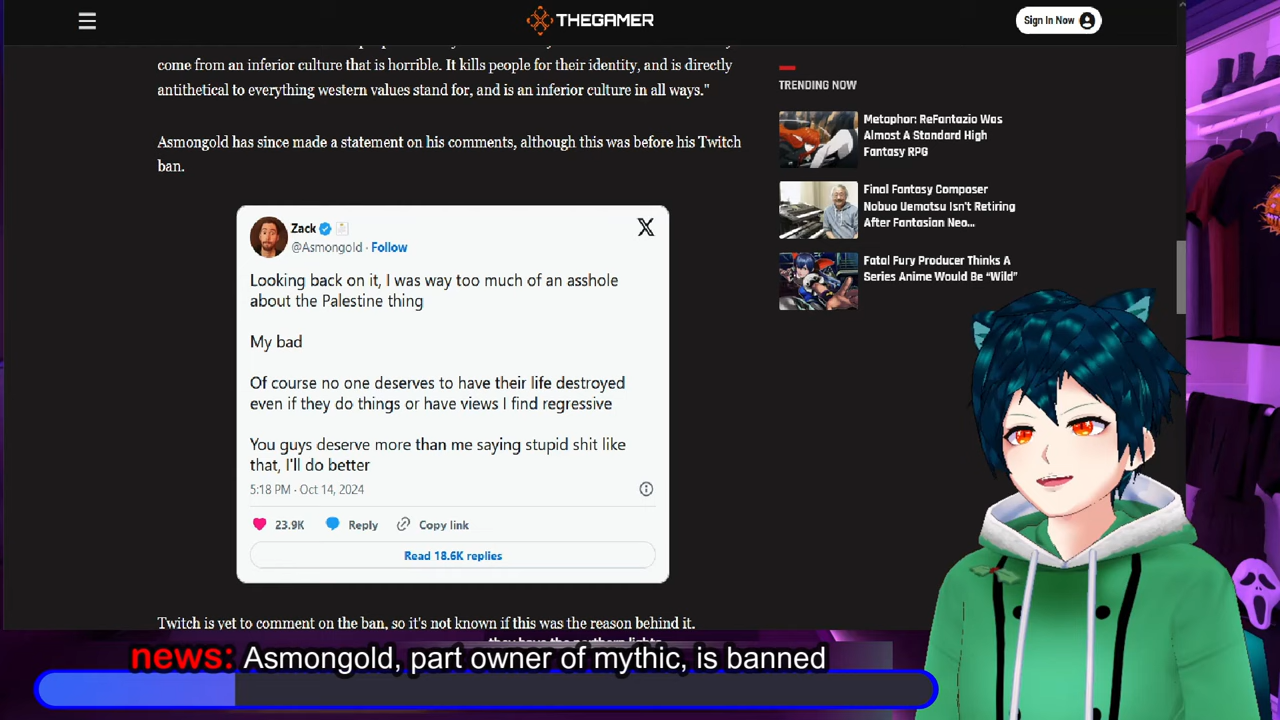 THEGAMER
Sign In Now
come from an inferior culture that is horrible. It kills people for their identity, and is directly
antithetical to everything western values stand for, and is an inferior culture in all ways."
Asmongold has since made a statement on his comments, although this was before his Twitch
ban.
Zack
@Asmongold · Follow
X
Looking back on it, I was way too much of an asshole
about the Palestine thing
My bad
Of course no one deserves to have their life destroyed
even if they do things or have views I find regressive
You guys deserve more than me saying stupid shit like
that, I'll do better
5:18 PM · Oct 14, 2024
23.9K Reply Copy link
Read 18.6K replies
Twitch is yet to comment on the ban, so it's not known if this was the reason behind it.
TRENDING NOW
Metaphor: ReFantazio Was
Almost A Standard High
Fantasy RPG
Final Fantasy Composer
Nobuo Uematsu Isn't Retiring
After Fantasian Neo...
Fatal Fury Producer Thinks A
Series Anime Would Be “Wild”
they have the northern lights
news: Asmongold, part owner of mythic, is banned